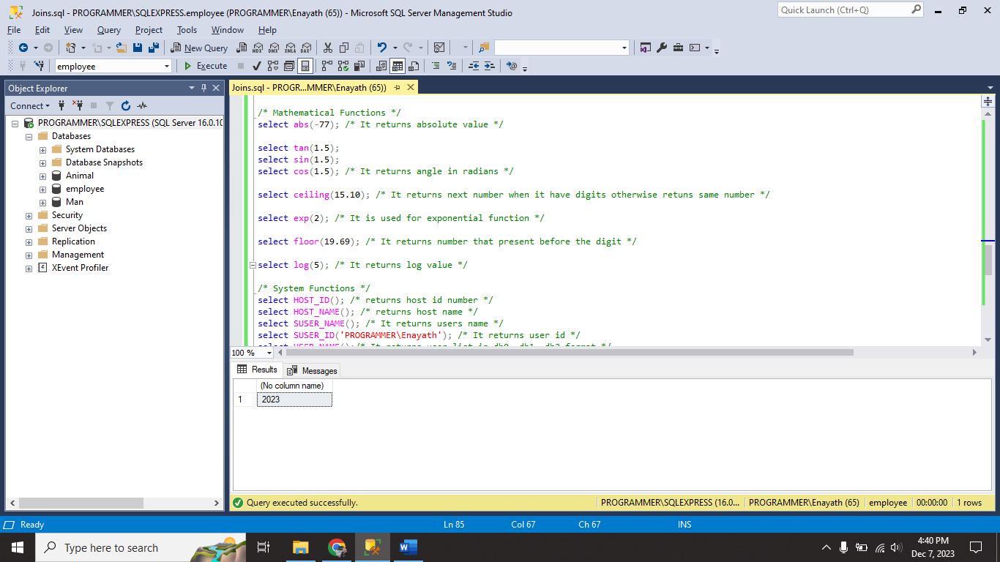 Joins.sql - PROGRAMMER\SQLEXPRESS.employee (PROGRAMMER\Enayath (65)) - Microsoft SQL Server Management Studio
Quick Launch (Ctrl+Q)
File Edit View Query Project Tools Window Help
New Query MDX DMX XMLA DAX
employee Execute
Object Explorer
Connect
PROGRAMMER\SQLEXPRESS (SQL Server 16.0.10
Databases
System Databases
Database Snapshots
Animal
employee
Man
Security
Server Objects
Replication
Management
XEvent Profiler
Joins.sql - PROGR...MMER\Enayath (65))
/* Mathematical Functions */
select abs(-77); /* It returns absolute value */
select tan(1.5);
select sin(1.5);
select cos(1.5); /* It returns angle in radians */
select ceiling(15.10); /* It returns next number when it have digits otherwise retuns same number */
select exp(2); /* It is used for exponential function */
select floor(19.69); /* It returns number that present before the digit */
select log(5); /* It returns log value */
/* System Functions */
select HOST_ID(); /* returns host id number */
select HOST_NAME(); /* returns host name */
select SUSER_NAME(); /* It returns users name */
select SUSER_ID('PROGRAMMER\Enayath'); /* It returns user id */
select USER_NAME();/* It returns user list in db0, db1, db2 format */
100 %
Results Messages
(No column name)
1 2023
Query executed successfully. PROGRAMMER\SQLEXPRESS (16.0... PROGRAMMER\Enayath (65) employee 00:00:00 1 rows
Ready Ln 85 Col 67 Ch 67 INS
Type here to search
4:40 PM
Dec 7, 2023